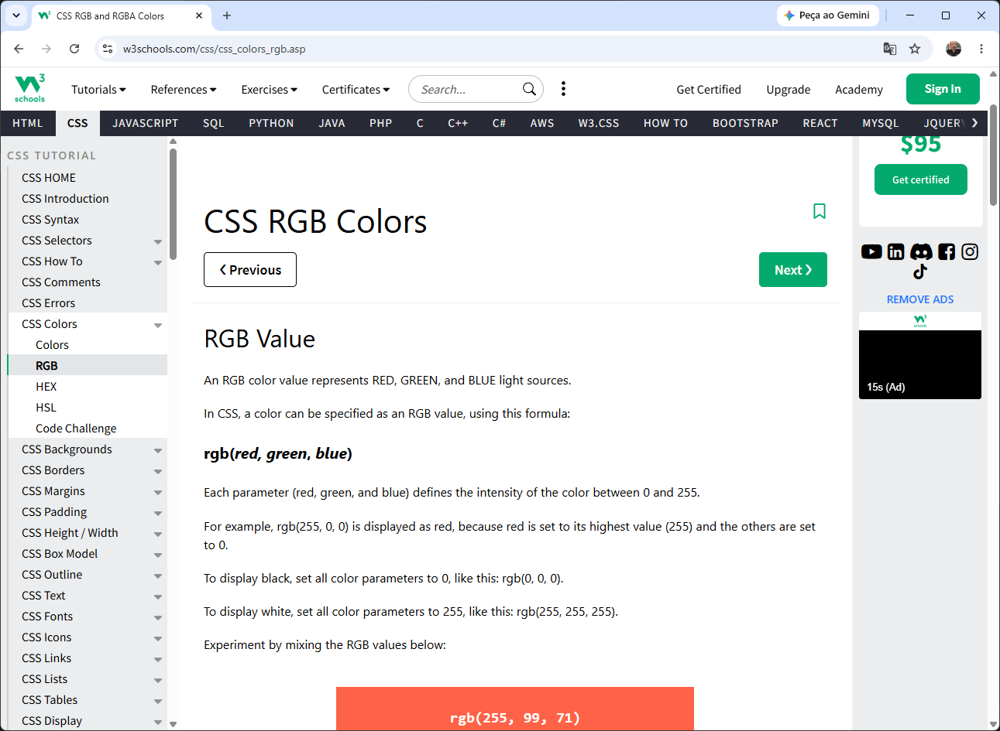 CSS RGB and RGBA Colors
Peça ao Gemini
w3schools.com/css/css_colors_rgb.asp
3
schools
Tutorials
References
Exercises
Certificates
Search...
Get Certified
Upgrade
Academy
Sign In
HTML
CSS
JAVASCRIPT
SQL
PYTHON
JAVA
PHP
C
C++
C#
AWS
W3.CSS
HOW TO
BOOTSTRAP
REACT
MYSQL
JQUERY
CSS TUTORIAL
CSS HOME
CSS Introduction
CSS Syntax
CSS Selectors
CSS How To
CSS Comments
CSS Errors
CSS Colors
Colors
RGB
HEX
HSL
Code Challenge
CSS Backgrounds
CSS Borders
CSS Margins
CSS Padding
CSS Height / Width
CSS Box Model
CSS Outline
CSS Text
CSS Fonts
CSS Icons
CSS Links
CSS Lists
CSS Tables
CSS Display
CSS RGB Colors
❮ Previous
Next ❯
RGB Value
An RGB color value represents RED, GREEN, and BLUE light sources.
In CSS, a color can be specified as an RGB value, using this formula:
rgb(red, green, blue)
Each parameter (red, green, and blue) defines the intensity of the color between 0 and 255.
For example, rgb(255, 0, 0) is displayed as red, because red is set to its highest value (255) and the others are set
to 0.
To display black, set all color parameters to 0, like this: rgb(0, 0, 0).
To display white, set all color parameters to 255, like this: rgb(255, 255, 255).
Experiment by mixing the RGB values below:
rgb(255, 99, 71)
$95
Get certified
REMOVE ADS
15s (Ad)